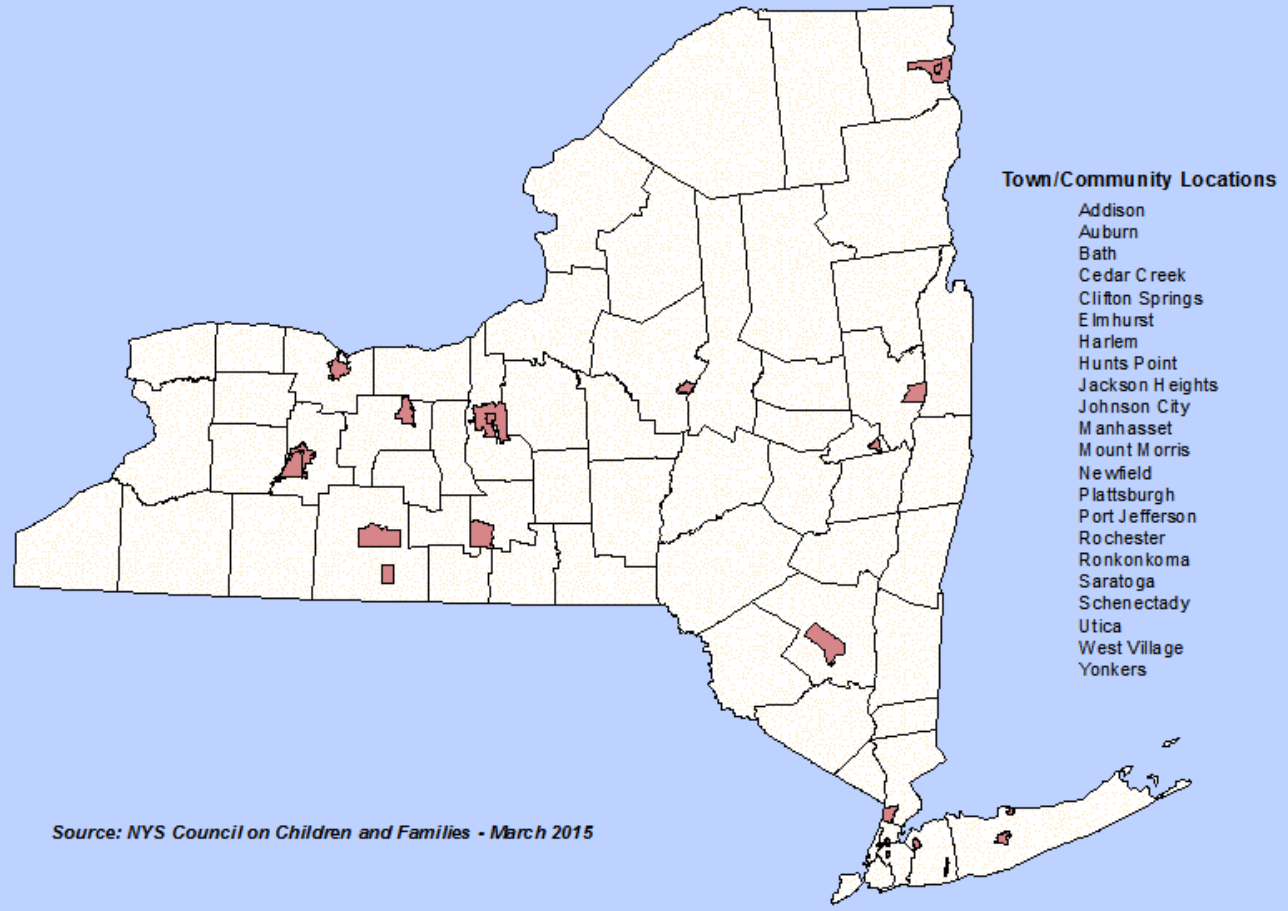 Town/Community Locations
Addison
Auburn
Bath
Cedar Creek
Clifton Springs
Elmhurst
Harlem
Hunts Point
Jackson Heights
Johnson City
Manhasset
Mount Morris
Newfield
Plattsburgh
Port Jefferson
Rochester
Ronkonkoma
Saratoga
Schenectady
Utica
West Village
Yonkers
Source: NYS Council on Children and Families - March 2015